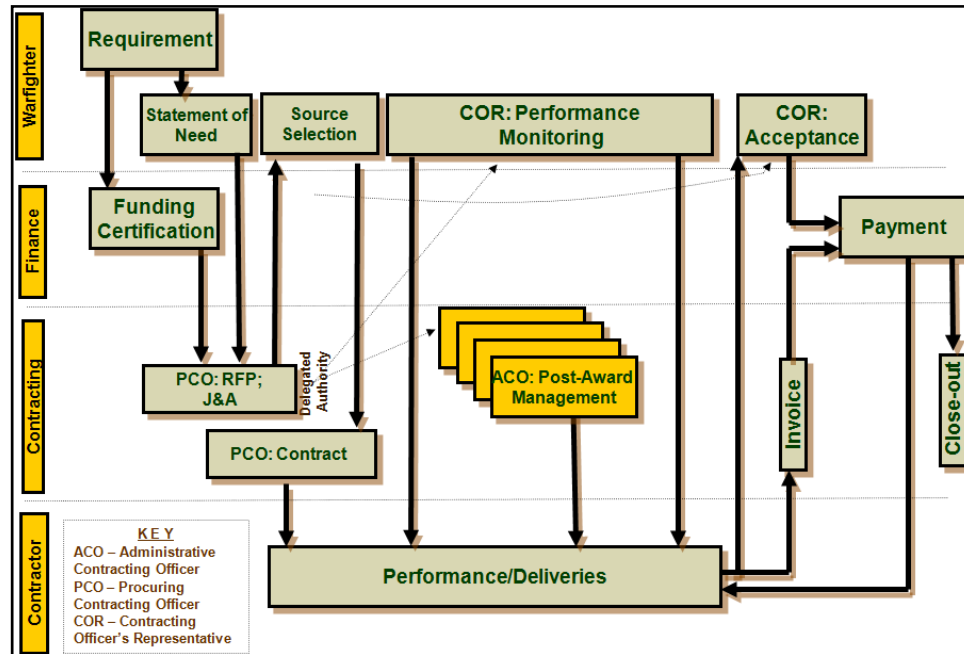 Warfighter
Requirement
Statement of
Need
Source
Selection
COR: Performance
Monitoring
COR:
Acceptance
Finance
Funding
Certification
Payment
Contracting
PCO: RFP;
J&A
Delegated
Authority
ACO: Post-Award
Management
PCO: Contract
Invoice
Close-out
Contractor
K E Y
ACO – Administrative
Contracting Officer
PCO – Procuring
Contracting Officer
COR – Contracting
Officer's Representative
Performance/Deliveries